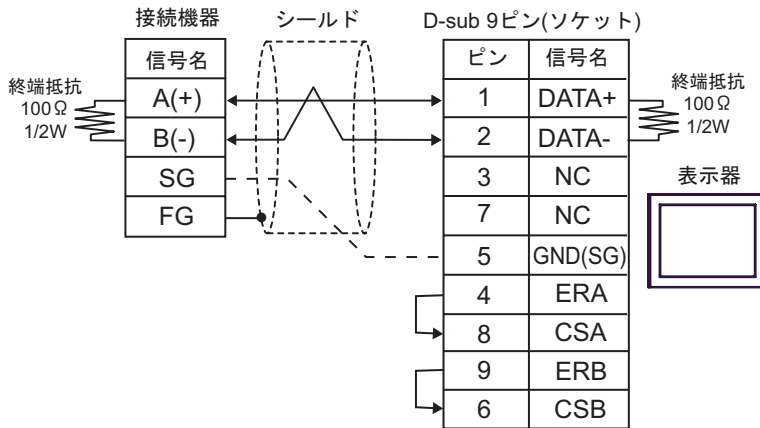 接続機器
シールド
D-sub 9ピン(ソケット)
信号名
A(+)
B(-)
SG
FG
終端抵抗
100Ω
1/2W
ピン 信号名
1 DATA+
2 DATA-
3 NC
7 NC
5 GND(SG)
4 ERA
8 CSA
9 ERB
6 CSB
終端抵抗
100Ω
1/2W
表示器